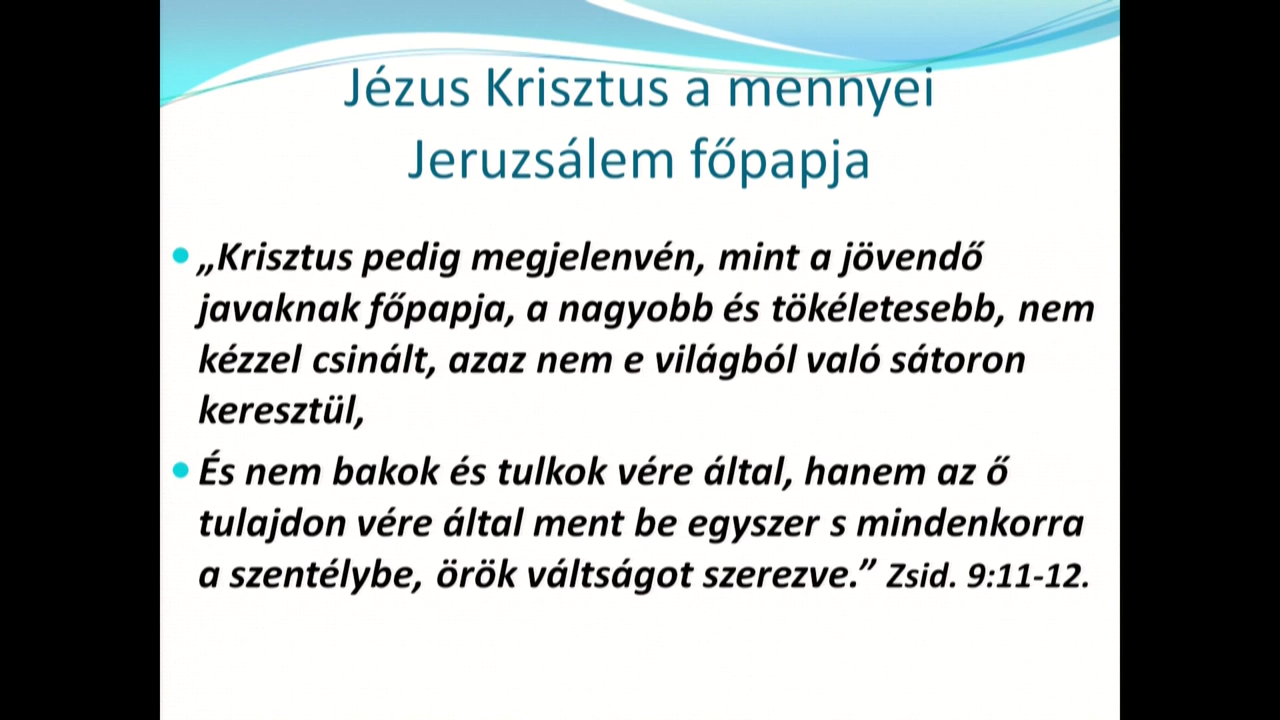 Jézus Krisztus a mennyei
Jeruzsálem főpapja
„Krisztus pedig megjelenvén, mint a jövendő
javaknak főpapja, a nagyobb és tökéletesebb, nem
kézzel csinált, azaz nem e világból való sátoron
keresztül,
És nem bakok és tulkok vére által, hanem az ő
tulajdon vére által ment be egyszer s mindenkorra
a szentélybe, örök váltságot szerezve.” Zsid. 9:11-12.